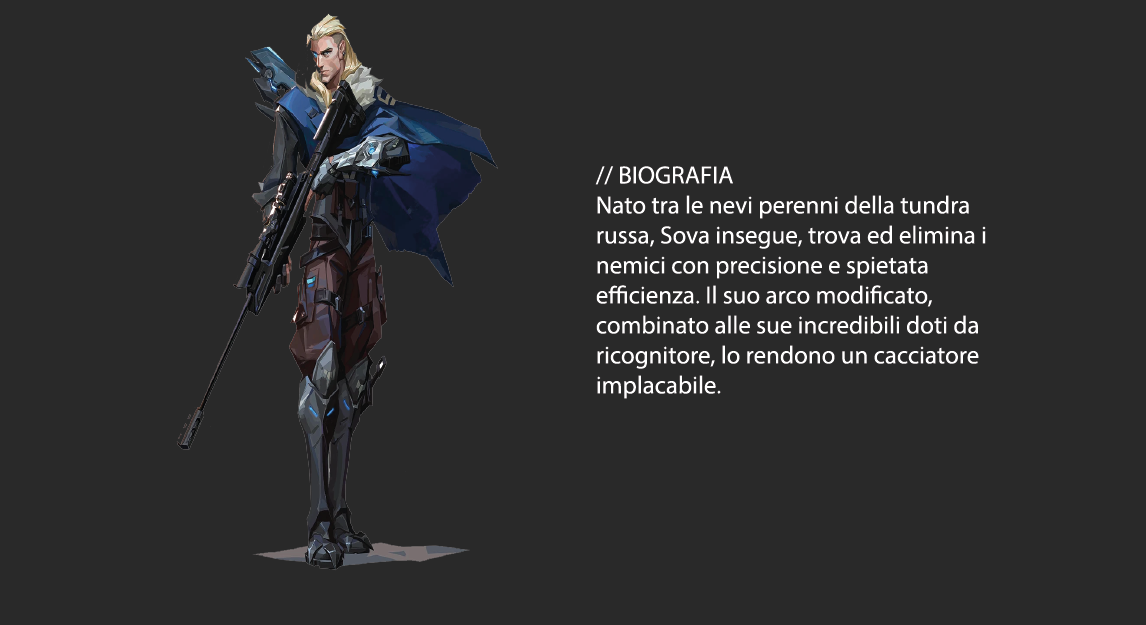 // BIOGRAFIA
Nato tra le nevi perenni della tundra
russa, Sova insegue, trova ed elimina i
nemici con precisione e spietata
efficienza. Il suo arco modificato,
combinato alle sue incredibili doti da
ricognitore, lo rendono un cacciatore
implacabile.